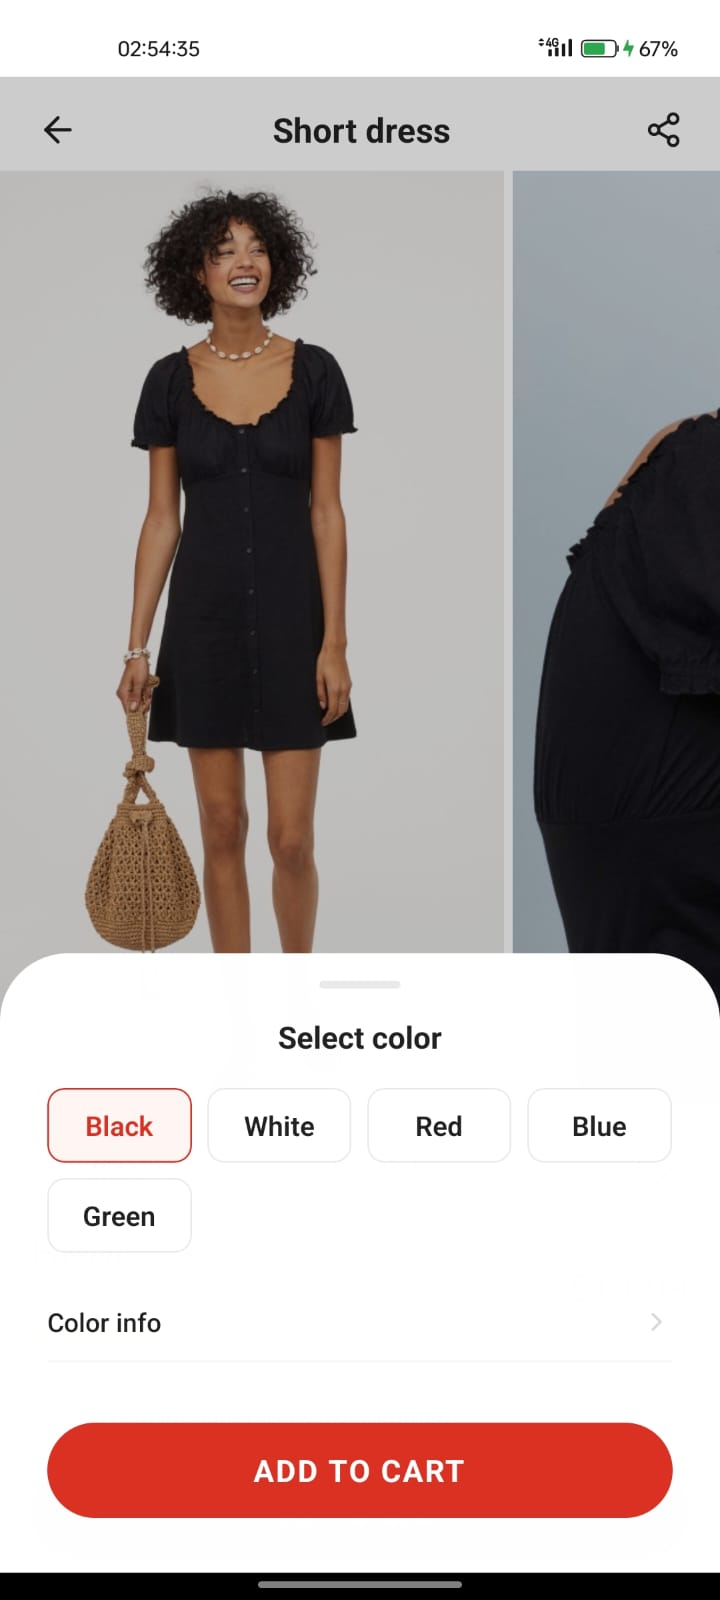 02:54:35 4G 67%
Short dress
Select color
Black White Red Blue
Green
Color info
ADD TO CART